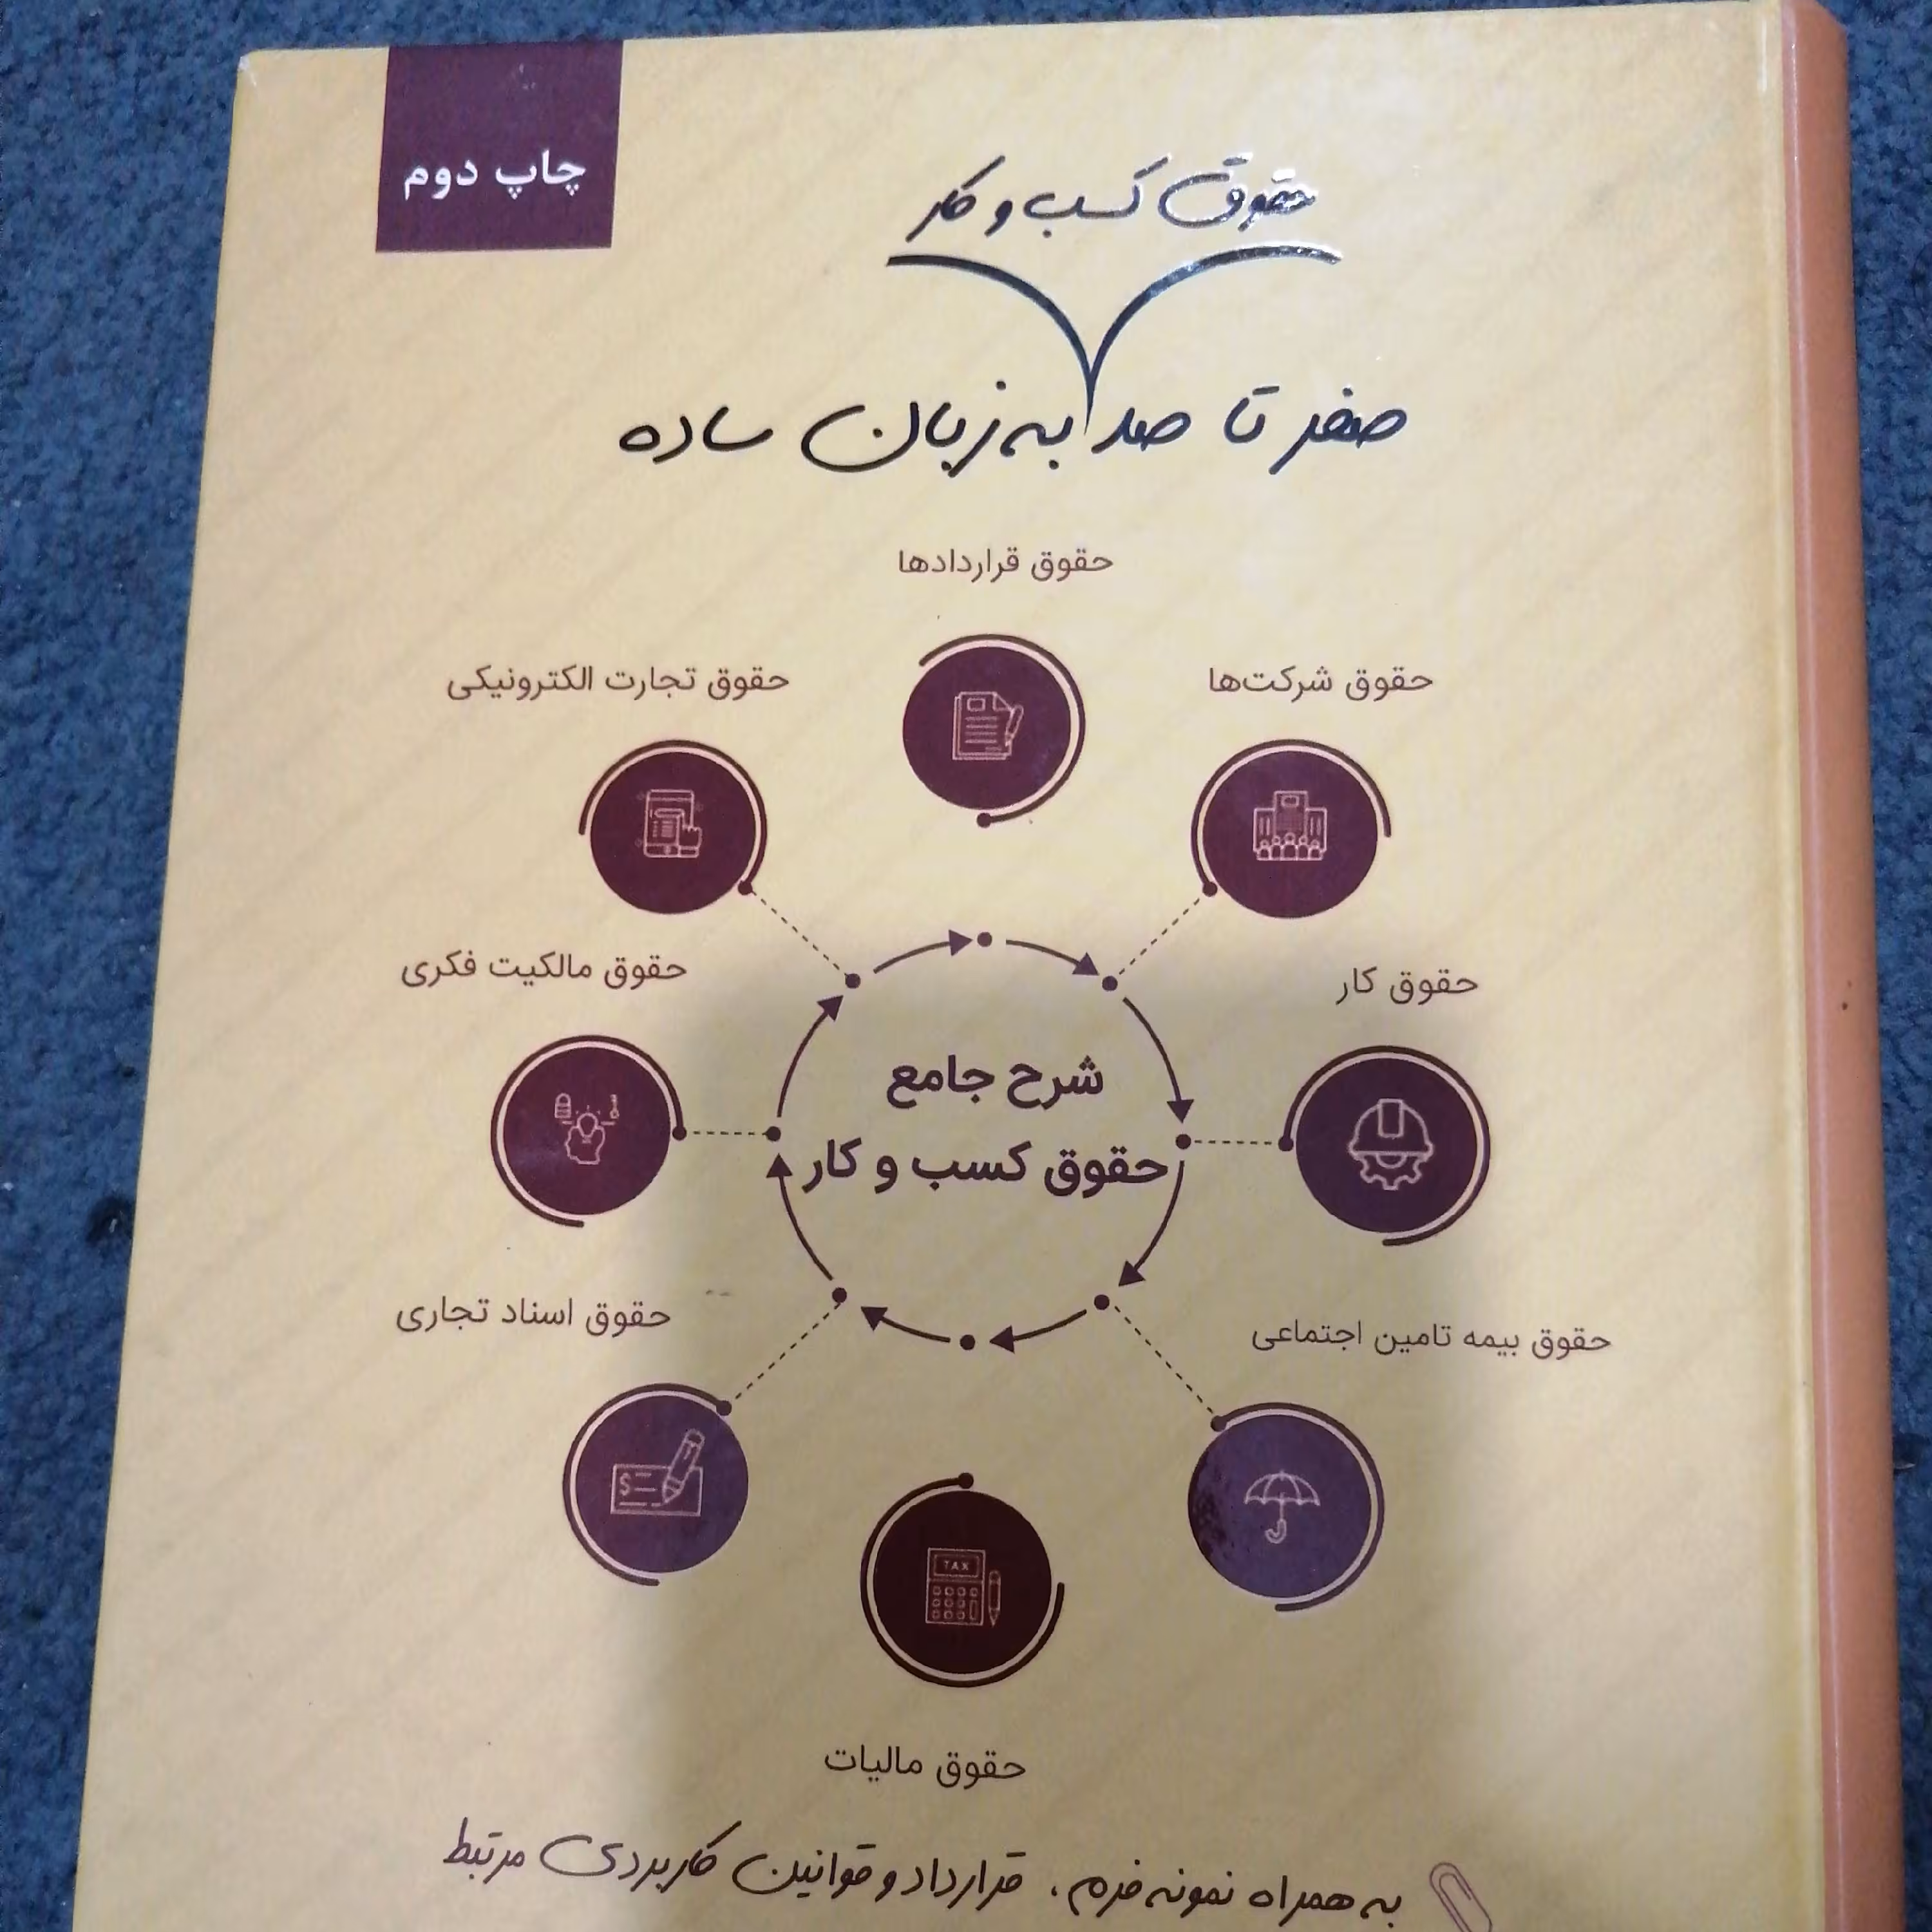 چاپ دوم
حقوق کسب و کار
صفر تا صد به زبان ساده
حقوق قراردادها
حقوق شرکت‌ها
حقوق تجارت الکترونیکی
حقوق کار
حقوق مالکیت فکری
شرح جامع
حقوق کسب و کار
حقوق بیمه تامین اجتماعی
حقوق اسناد تجاری
$
TAX
حقوق مالیات
به همراه نمونه فرم، قرارداد و قوانین کاربردی مرتبط